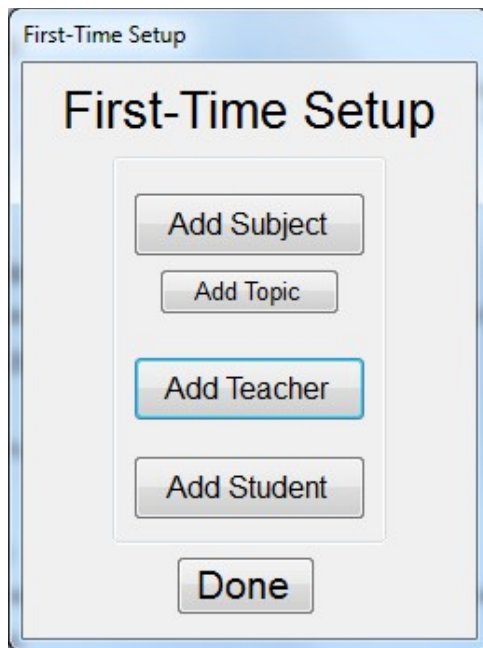 First-Time Setup
First-Time Setup
Add Subject
Add Topic
Add Teacher
Add Student
Done